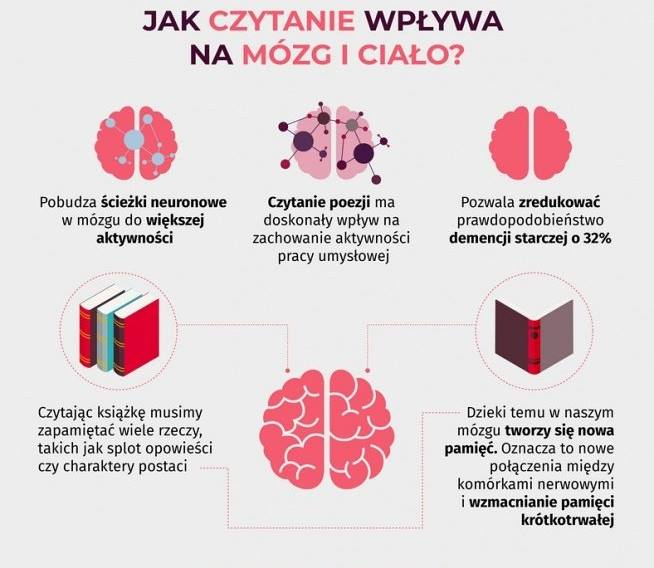 JAK CZYTANIE WPŁYWA
NA MÓZG I CIAŁO?
Pobudza ścieżki neuronowe
w mózgu do większej
aktywności
Czytanie poezji ma
doskonały wpływ na
zachowanie aktywności
pracy umysłowej
Pozwala zredukować
prawdopodobieństwo
demencji starczej o 32%
Czytając książkę musimy
zapamiętać wiele rzeczy,
takich jak splot opowieści
czy charaktery postaci
Dzięki temu w naszym
mózgu tworzy się nowa
pamięć. Oznacza to nowe
połączenia między
komórkami nerwowymi
i wzmacnianie pamięci
krótkotrwałej